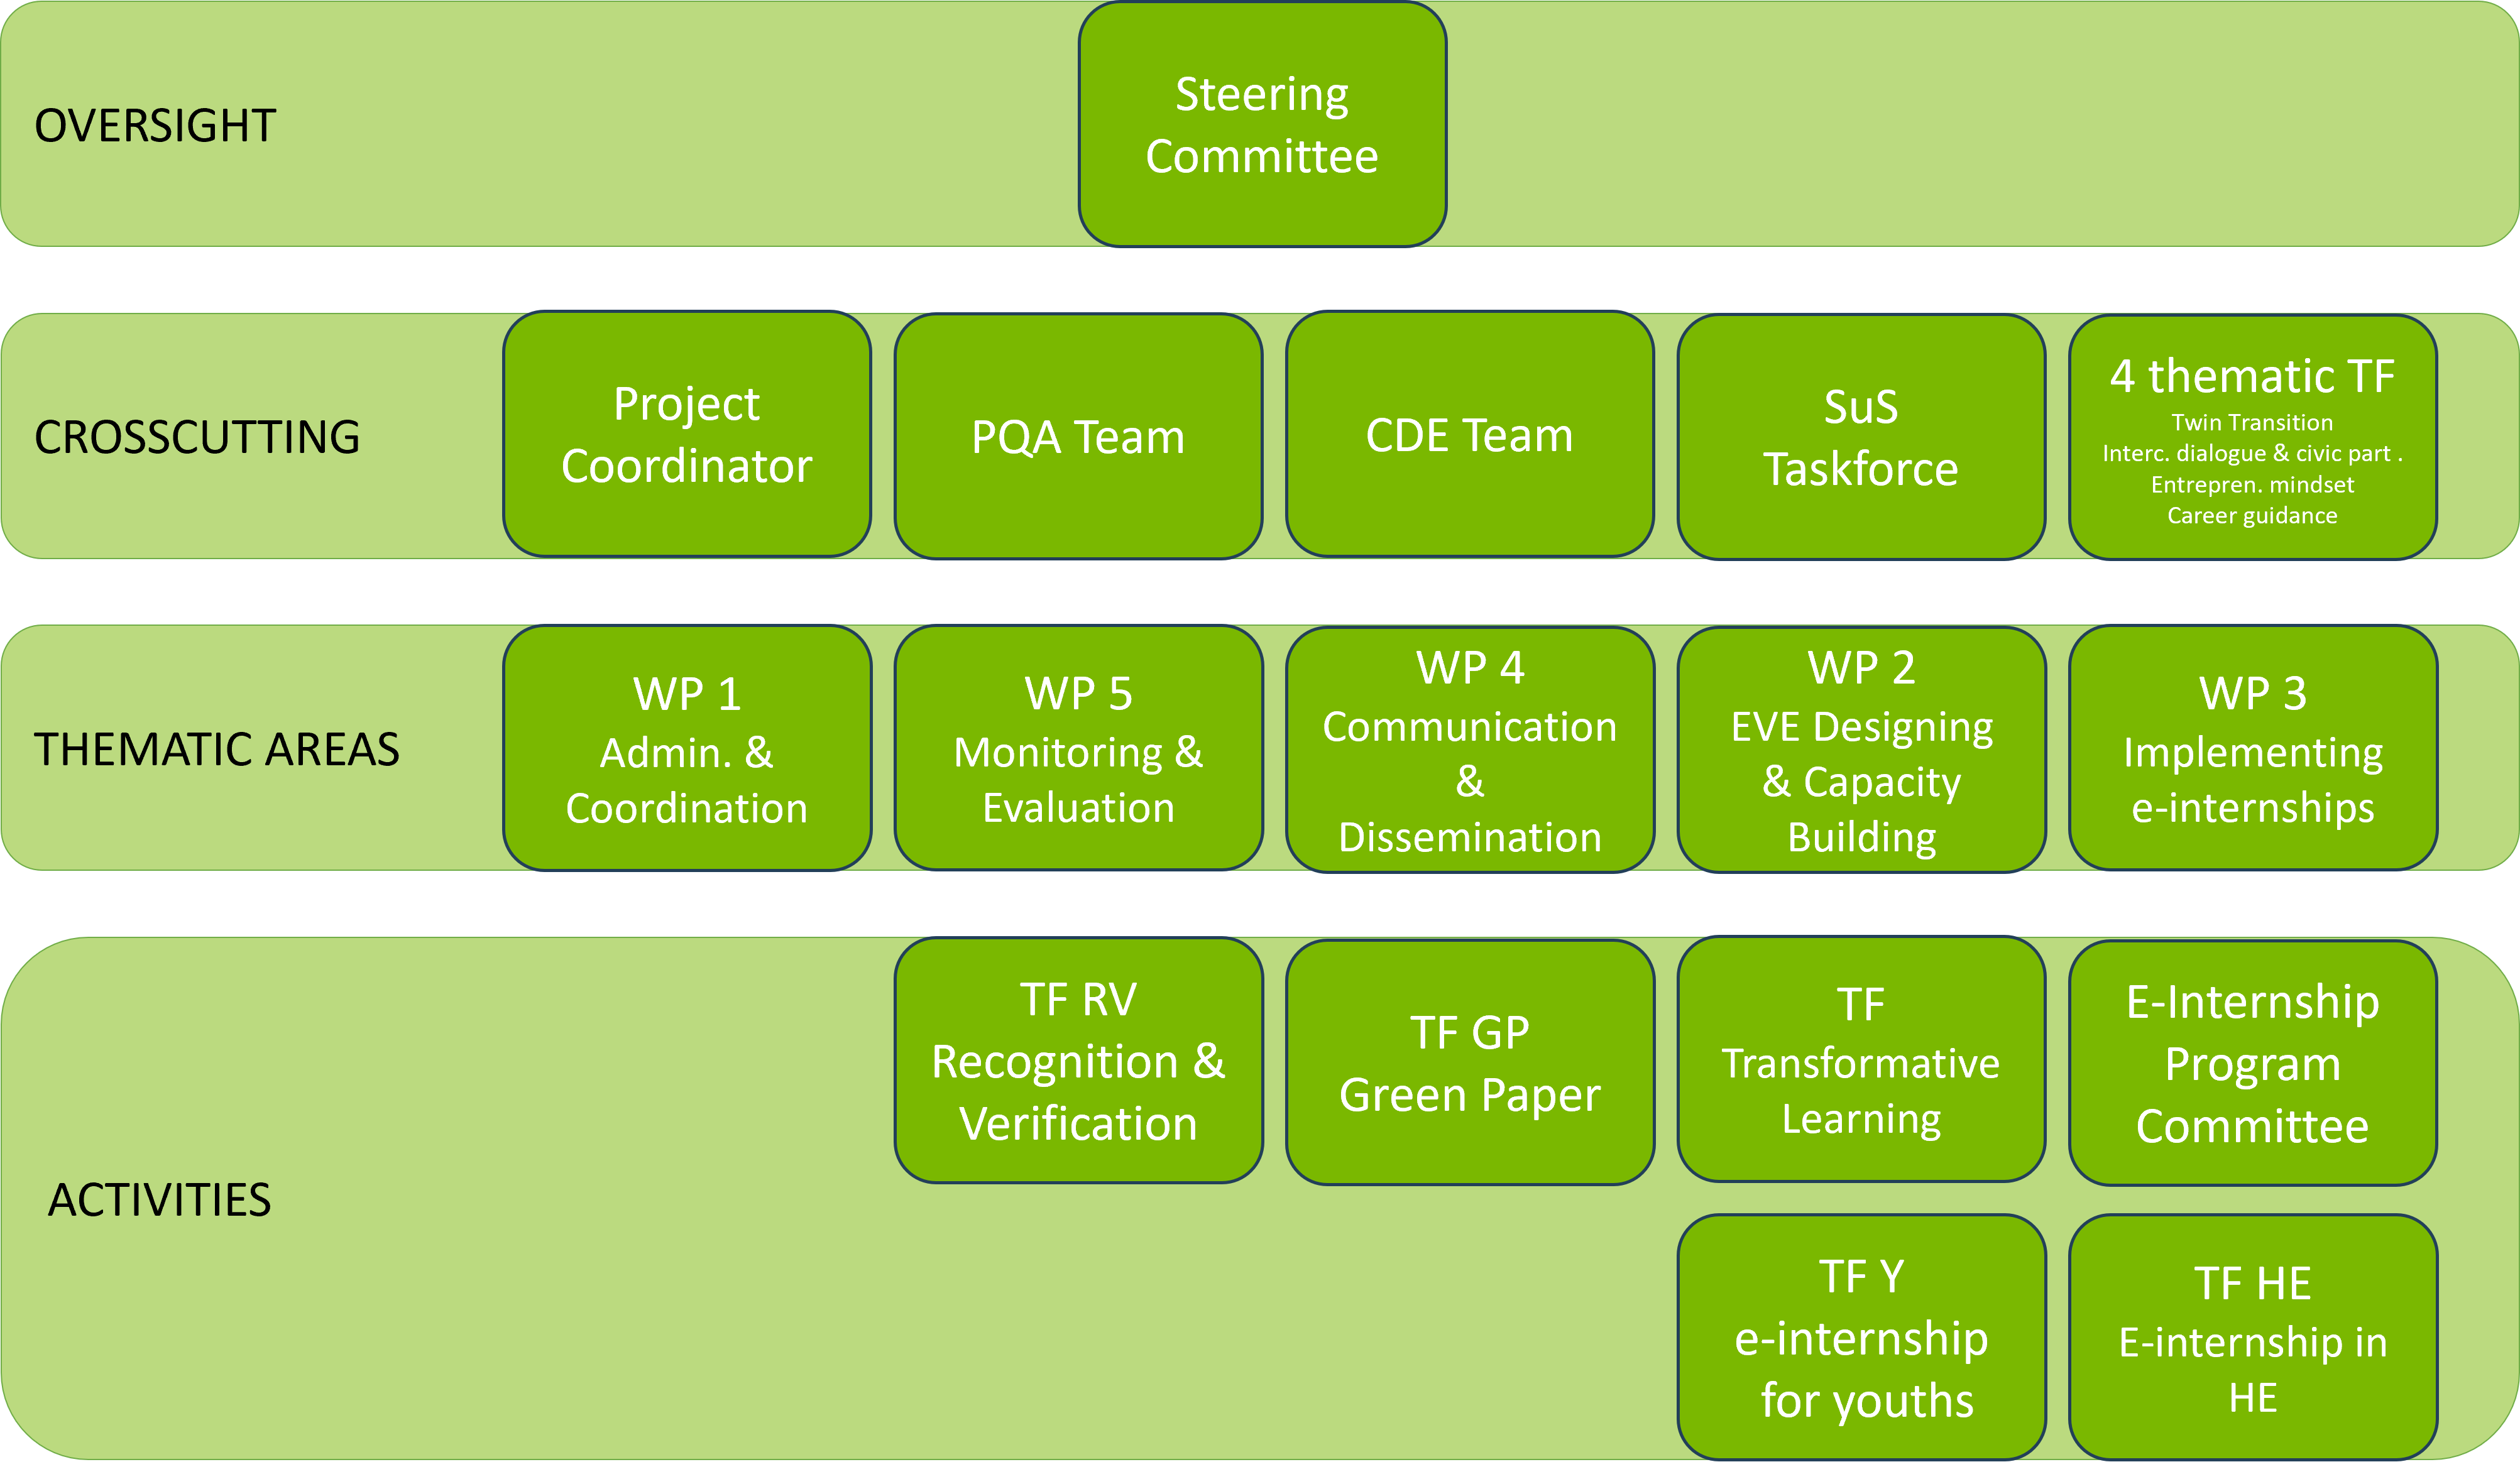 OVERSIGHT
Steering
Committee
CROSSCUTTING
Project
Coordinator
PQA Team
CDE Team
SuS
Taskforce
4 thematic TF
Twin Transition
Interc. dialogue & civic part .
Entrepren. mindset
Career guidance
THEMATIC AREAS
WP 1
Admin. &
Coordination
WP 5
Monitoring &
Evaluation
WP 4
Communication
&
Dissemination
WP 2
EVE Designing
& Capacity
Building
WP 3
Implementing
e-internships
ACTIVITIES
TF RV
Recognition &
Verification
TF GP
Green Paper
TF
Transformative
Learning
E-Internship
Program
Committee
TF Y
e-internship
for youths
TF HE
E-internship in
HE